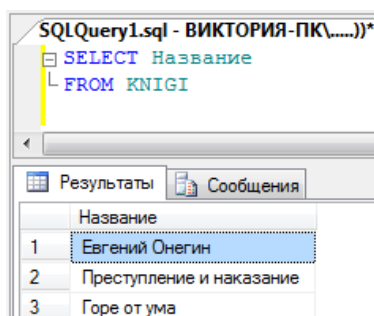 SQLQuery1.sql - ВИКТОРИЯ-ПК\.....))*
SELECT Название
FROM KNIGI
Результаты Сообщения
Название
1 Евгений Онегин
2 Преступление и наказание
3 Горе от ума